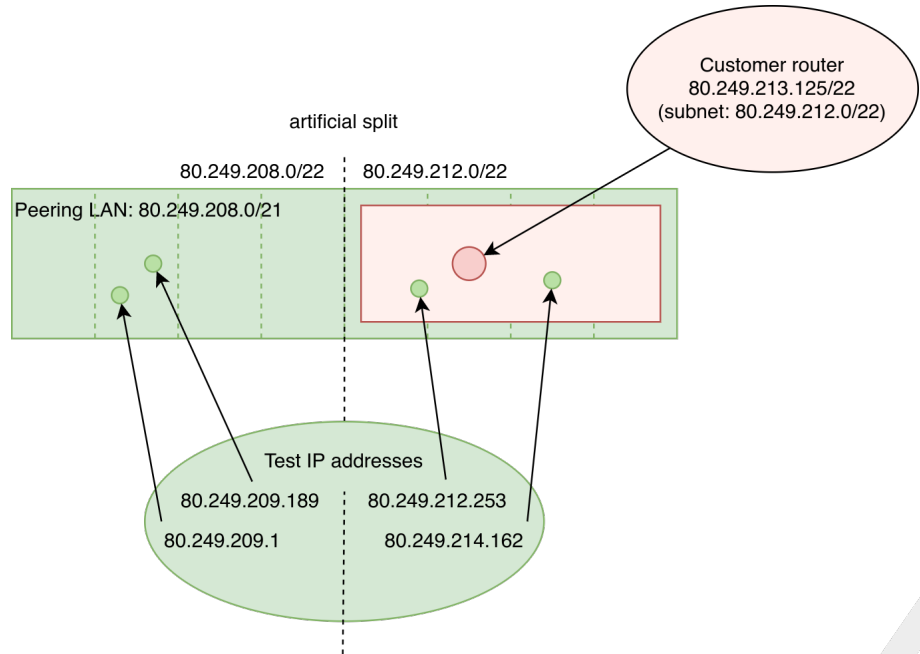 Customer router
80.249.213.125/22
(subnet: 80.249.212.0/22)
artificial split
80.249.208.0/22
80.249.212.0/22
Peering LAN: 80.249.208.0/21
Test IP addresses
80.249.209.189
80.249.212.253
80.249.209.1
80.249.214.162